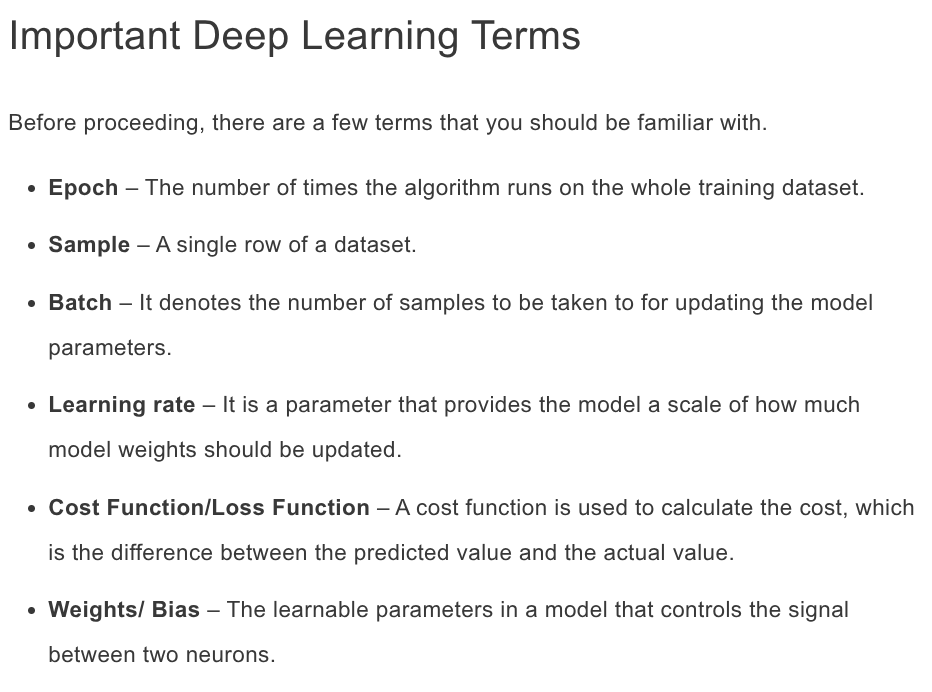 Important Deep Learning Terms
Before proceeding, there are a few terms that you should be familiar with.
• Epoch – The number of times the algorithm runs on the whole training dataset.
• Sample – A single row of a dataset.
• Batch – It denotes the number of samples to be taken to for updating the model
parameters.
• Learning rate – It is a parameter that provides the model a scale of how much
model weights should be updated.
• Cost Function/Loss Function – A cost function is used to calculate the cost, which
is the difference between the predicted value and the actual value.
• Weights/ Bias – The learnable parameters in a model that controls the signal
between two neurons.